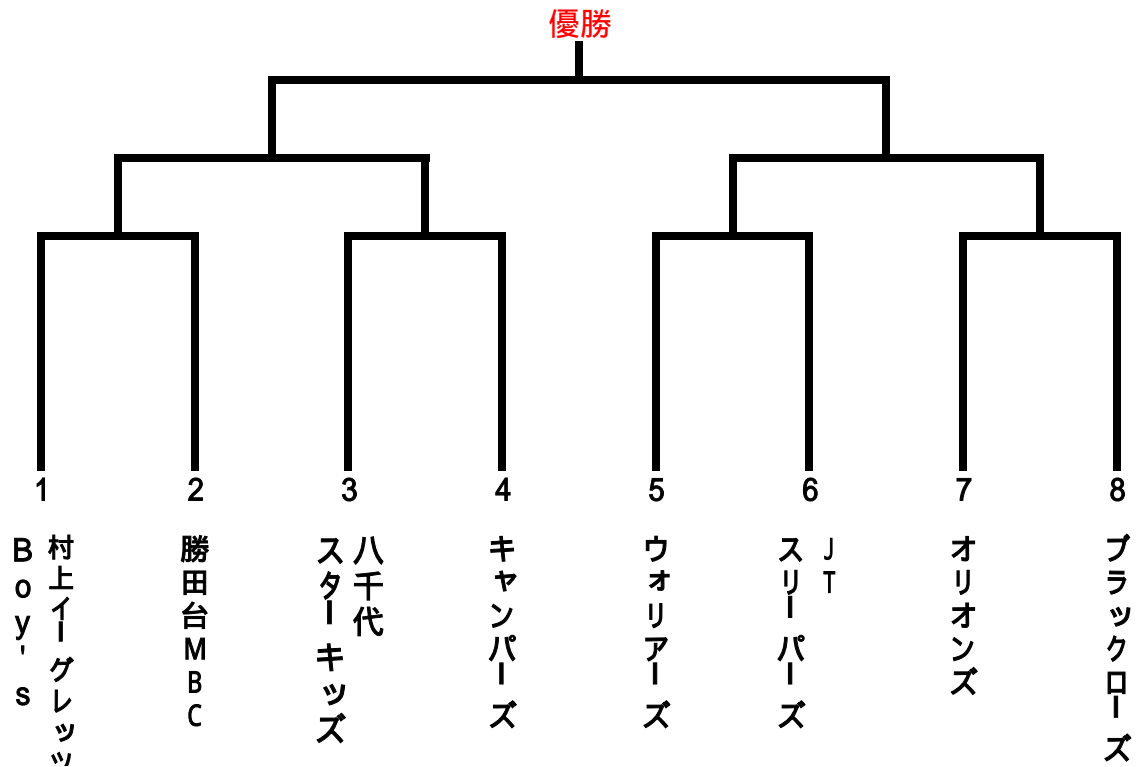 優勝
1
2
3
4
5
6
7
8
村上イーグレッツ
Boy's
勝田台MBC
八千代
スターキッズ
キャンパーズ
ウォリアーズ
JT
スリーパーズ
オリオンズ
ブラックローズ